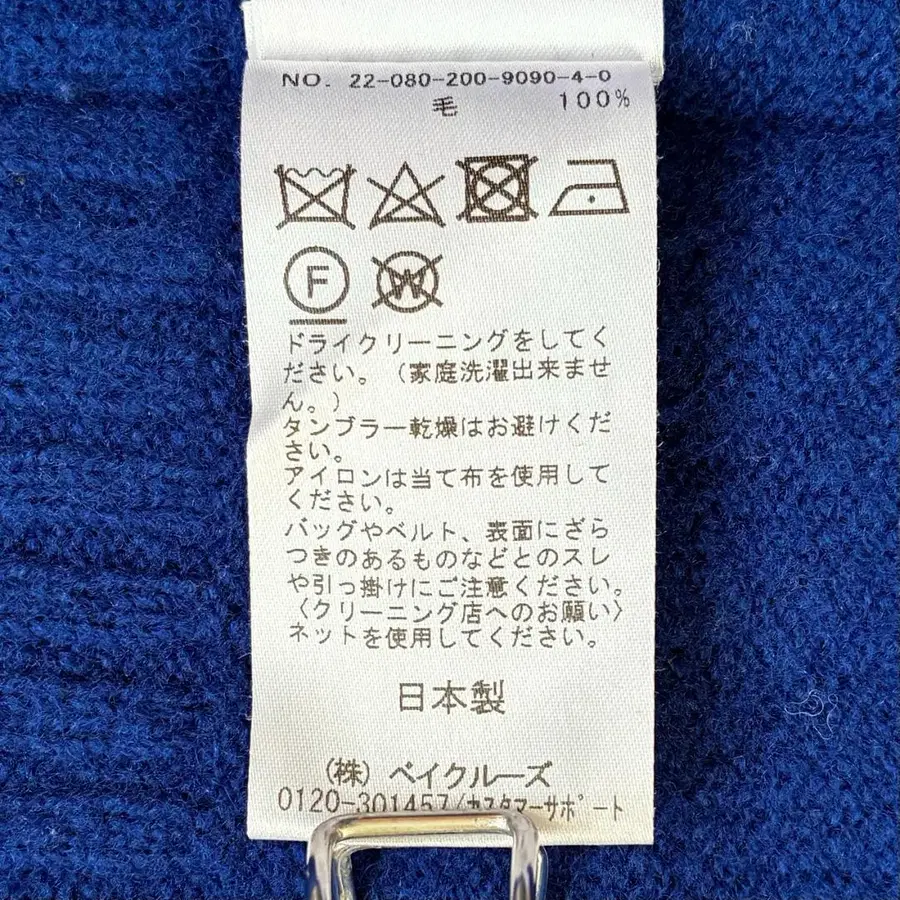 NO. 22-080-200-9090-4-0
毛 100%
F
W
ドライクリーニングをしてく
ださい。(家庭洗濯出来ませ
ん。)
タンブラー乾燥はお避けくだ
さい。
アイロンは当て布を使用して
ください。
バッグやベルト、表面にざら
つきのあるものなどとのスレ
や引っ掛けにご注意ください。
〈クリーニング店へのお願い〉
ネットを使用してください。
日本製
(株) ベイクルーズ
0120-301457/カスタマーサポート